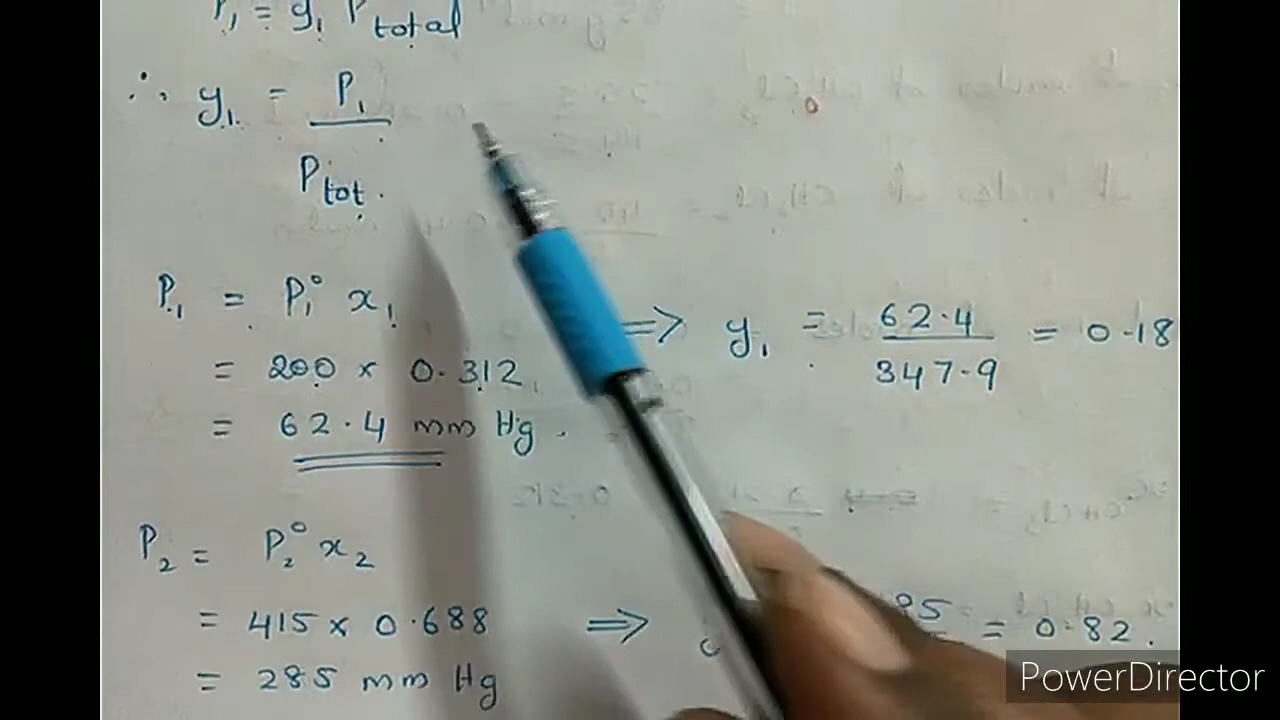 P₁ = y₁ P total
∴ y₁ = P₁ / P tot.
P₁ = P₁° x₁
= 200 x 0.312
= 62.4 mm Hg.
⇒ y₁ = 62.4 / 347.9 = 0.18
P₂ = P₂° x₂
= 415 x 0.688
= 285 mm Hg
⇒ = 0.82.
PowerDirector